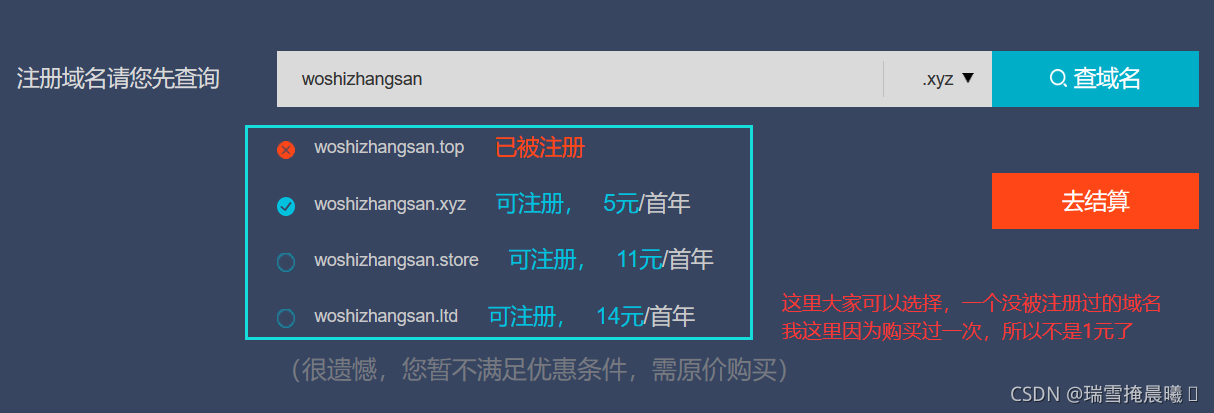 注册域名请您先查询
woshizhangsan
.xyz
查域名
woshizhangsan.top 已被注册
woshizhangsan.xyz 可注册， 5元/首年
去结算
woshizhangsan.store 可注册， 11元/首年
woshizhangsan.ltd 可注册， 14元/首年
这里大家可以选择，一个没被注册过的域名
我这里因为购买过一次，所以不是1元了
（很遗憾，您暂不满足优惠条件，需原价购买）
CSDN @瑞雪掩晨曦